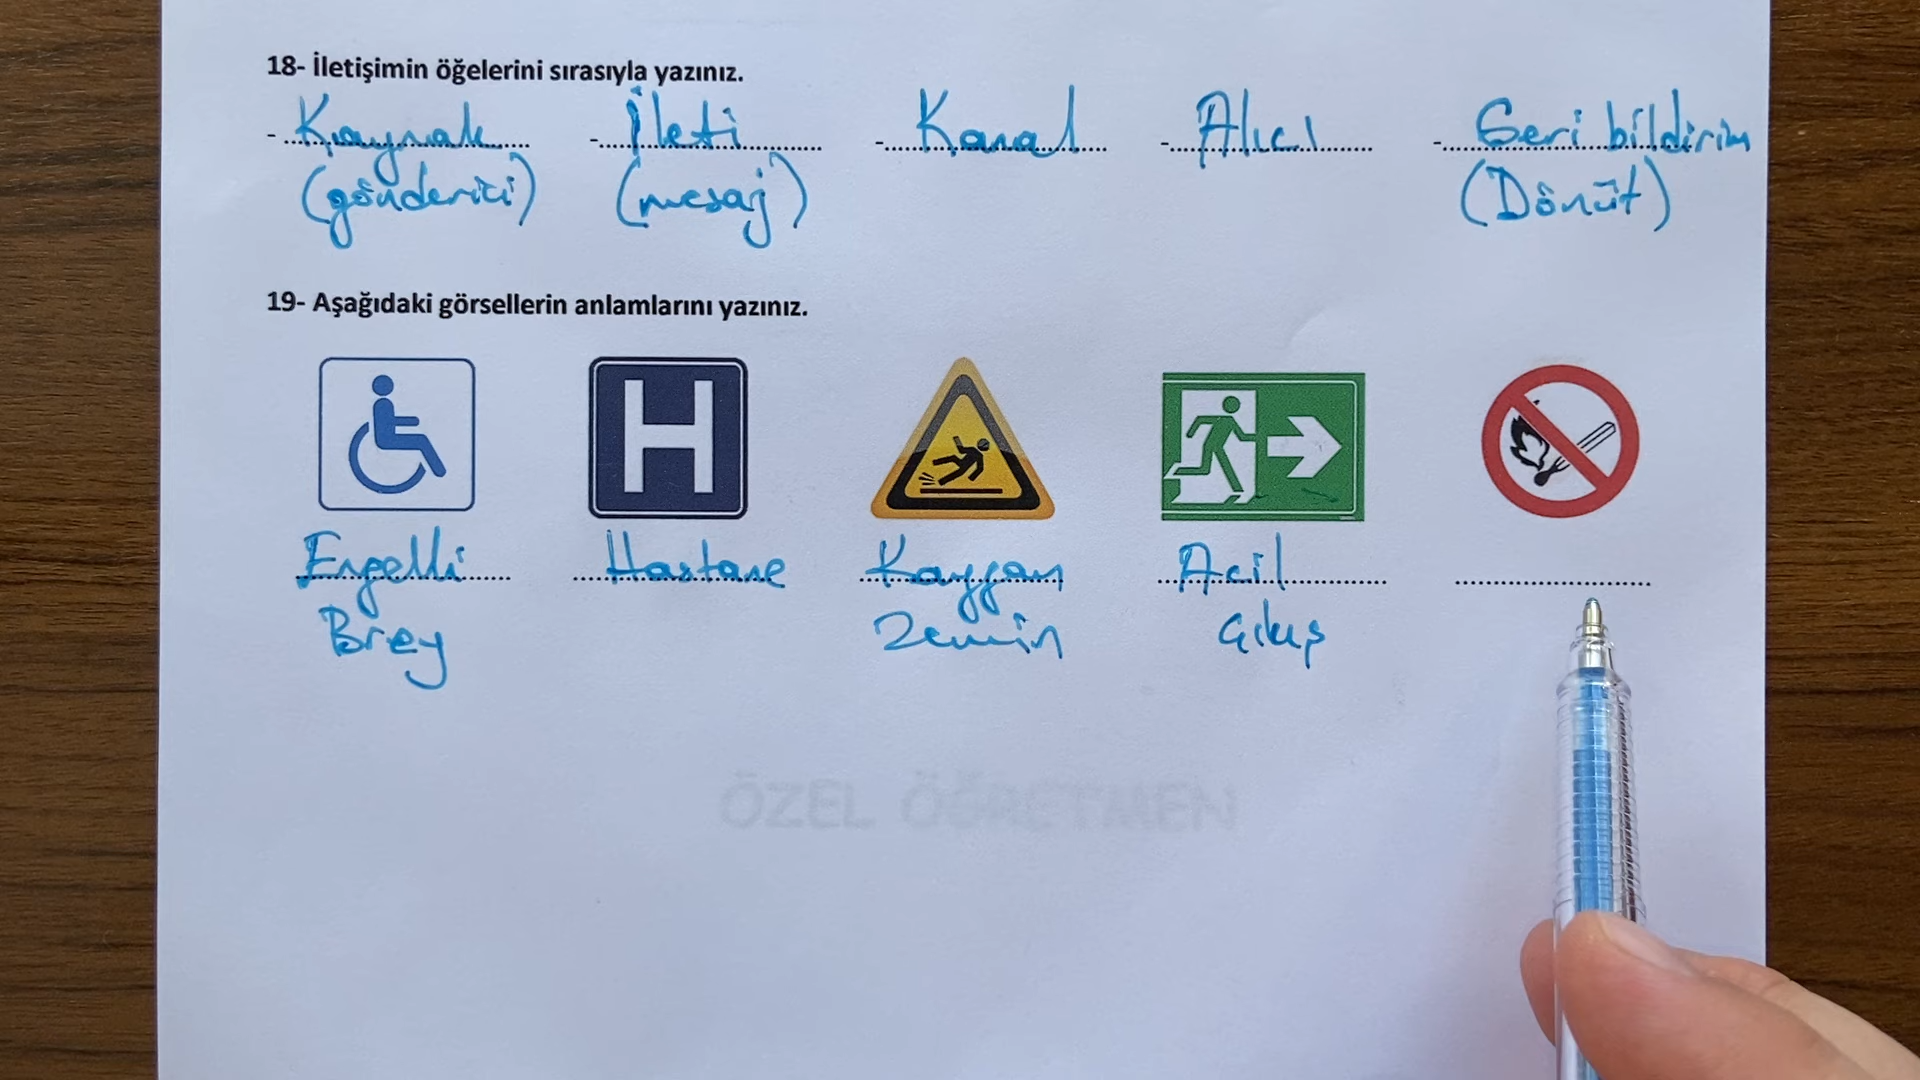 18- İletişimin öğelerini sırasıyla yazınız.
- Kaynak - İleti - Kanal - Alıcı - Geri bildirim
(gönderici) (mesaj) (Dönüt)
19- Aşağıdaki görsellerin anlamlarını yazınız.
H
Engelli Hastane Kaygan Acil
Brey Zemin Çıkış
ÖZEL ÖĞRETMEN